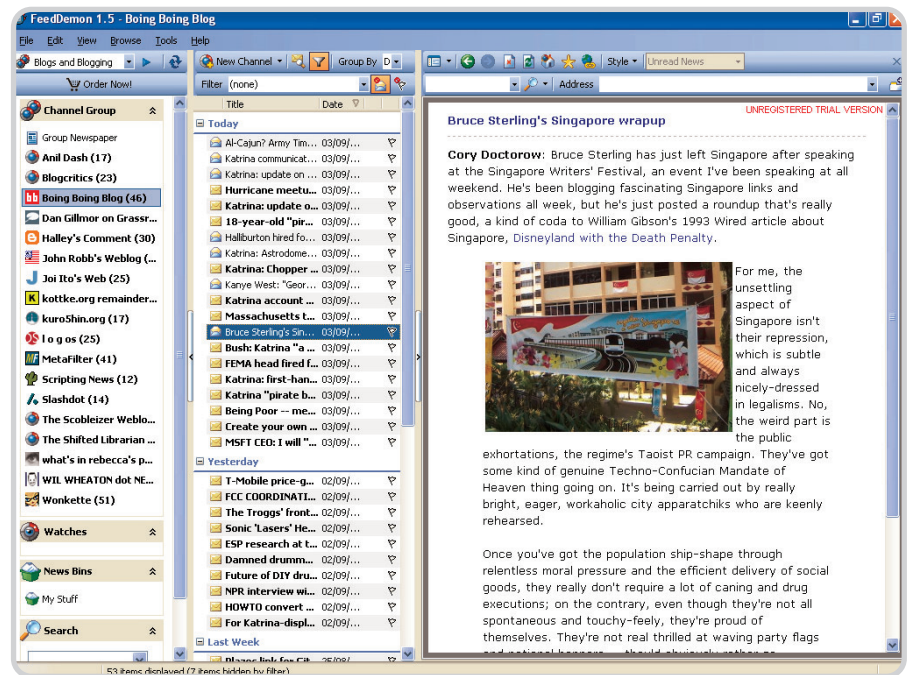 FeedDemon 1.5 - Boing Boing Blog
File Edit View Browse Tools Help
Blogs and Blogging
New Channel
Group By D
Style
Unread News
Order Now!
Filter (none)
Address
Channel Group
Group Newspaper
Anil Dash (17)
Blogcritics (23)
Boing Boing Blog (46)
Dan Gillmor on Grassr...
Halley's Comment (30)
John Robb's Weblog (...
Joi Ito's Web (25)
kottke.org remainder...
kuro5hin.org (17)
l o g o s (25)
MetaFilter (41)
Scripting News (12)
Slashdot (14)
The Scobleizer Weblo...
The Shifted Librarian ...
what's in rebecca's p...
WIL WHEATON dot NE...
Wonkette (51)
Watches
News Bins
My Stuff
Search
Title Date
Today
Al-Cajun? Army Tim... 03/09/...
Katrina communicat... 03/09/...
Katrina: update on ... 03/09/...
Hurricane meetu... 03/09/...
Katrina: update o... 03/09/...
18-year-old "pir... 03/09/...
Halliburton hired fo... 03/09/...
Katrina: Astrodome... 03/09/...
Katrina: Chopper ... 03/09/...
Kanye West: "Geor... 03/09/...
Katrina account ... 03/09/...
Massachusetts t... 03/09/...
Bruce Sterling's Sin... 03/09/...
Bush: Katrina "a ... 03/09/...
FEMA head fired f... 03/09/...
Katrina: first-han... 03/09/...
Katrina "pirate b... 03/09/...
Being Poor -- me... 03/09/...
Create your own ... 03/09/...
MSFT CEO: I will "... 03/09/...
Yesterday
T-Mobile price-g... 02/09/...
FCC COORDINATI... 02/09/...
The Troggs' front... 02/09/...
Sonic 'Lasers' He... 02/09/...
ESP research at t... 02/09/...
Damned drumm... 02/09/...
Future of DIY dru... 02/09/...
NPR interview wi... 02/09/...
HOWTO convert ... 02/09/...
For Katrina-displ... 02/09/...
Last Week
Plazes link for Cit... 25/08/...
UNREGISTERED TRIAL VERSION
Bruce Sterling's Singapore wrapup
Cory Doctorow: Bruce Sterling has just left Singapore after speaking
at the Singapore Writers' Festival, an event I've been speaking at all
weekend. He's been blogging fascinating Singapore links and
observations all week, but he's just posted a roundup that's really
good, a kind of coda to William Gibson's 1993 Wired article about
Singapore, Disneyland with the Death Penalty.
For me, the
unsettling
aspect of
Singapore isn't
their repression,
which is subtle
and always
nicely-dressed
in legalisms. No,
the weird part is
the public
exhortations, the regime's Taoist PR campaign. They've got
some kind of genuine Techno-Confucian Mandate of
Heaven thing going on. It's being carried out by really
bright, eager, workaholic city apparatchiks who are keenly
rehearsed.
Once you've got the population ship-shape through
relentless moral pressure and the efficient delivery of social
goods, they really don't require a lot of caning and drug
executions; on the contrary, even though they're not all
spontaneous and touchy-feely, they're proud of
themselves. They're not real thrilled at waving party flags
and national banners
53 items displayed (7 items hidden by filter)